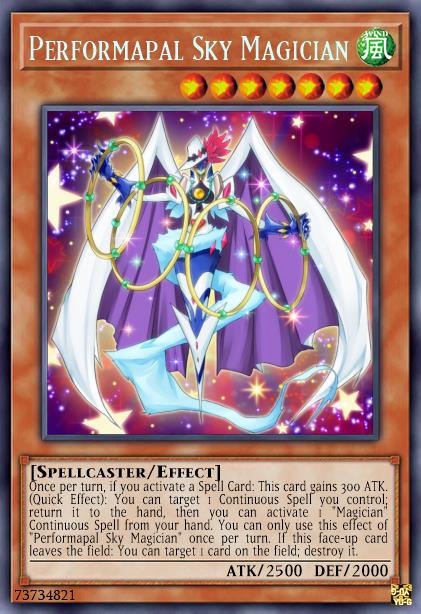 PERFORMAPAL SKY MAGICIAN
WIND
風
[SPELLCASTER/EFFECT]
Once per turn, if you activate a Spell Card: This card gains 300 ATK.
(Quick Effect): You can target 1 Continuous Spell you control;
return it to the hand, then you can activate 1 "Magician"
Continuous Spell from your hand. You can only use this effect of
"Performapal Sky Magician" once per turn. If this face-up card
leaves the field: You can target 1 card on the field; destroy it.
ATK/2500 DEF/2000
73734821